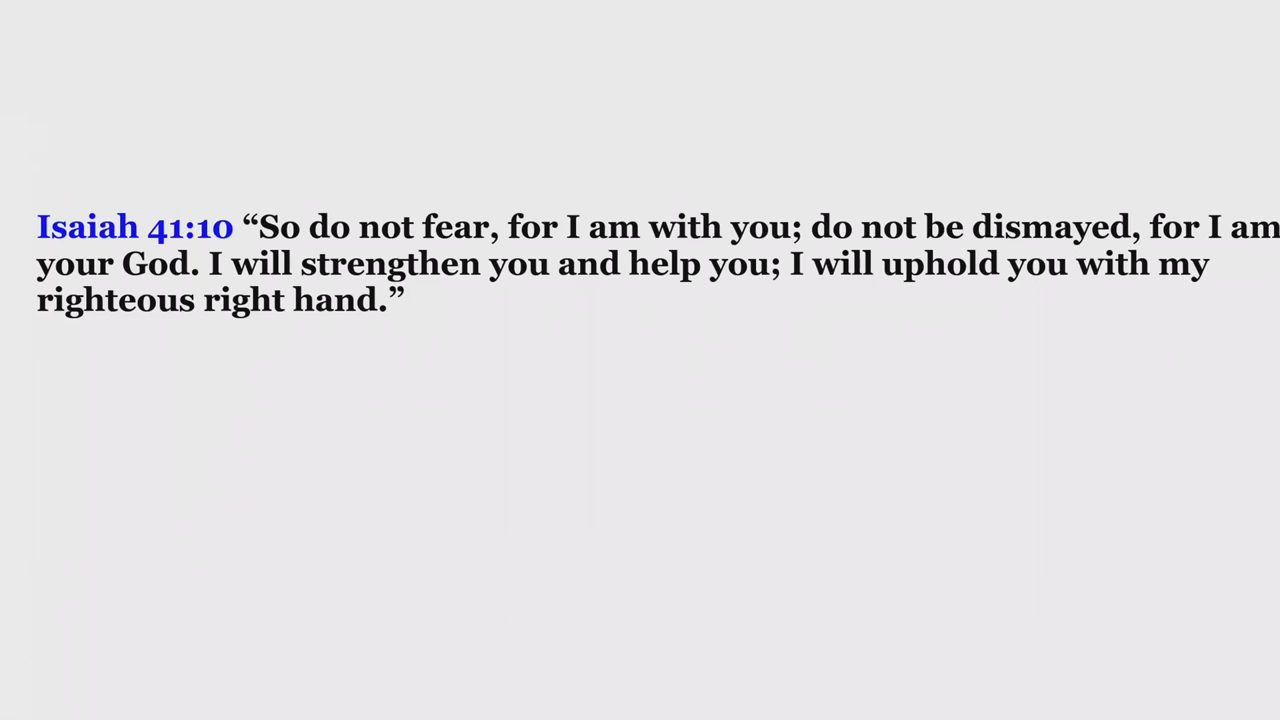 Isaiah 41:10 “So do not fear, for I am with you; do not be dismayed, for I am
your God. I will strengthen you and help you; I will uphold you with my
righteous right hand.”